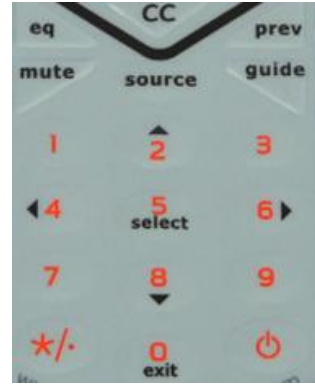 CC
eq prev
mute source guide
1 2 3
4 5 6
select
7 8 9
*/· 0
exit